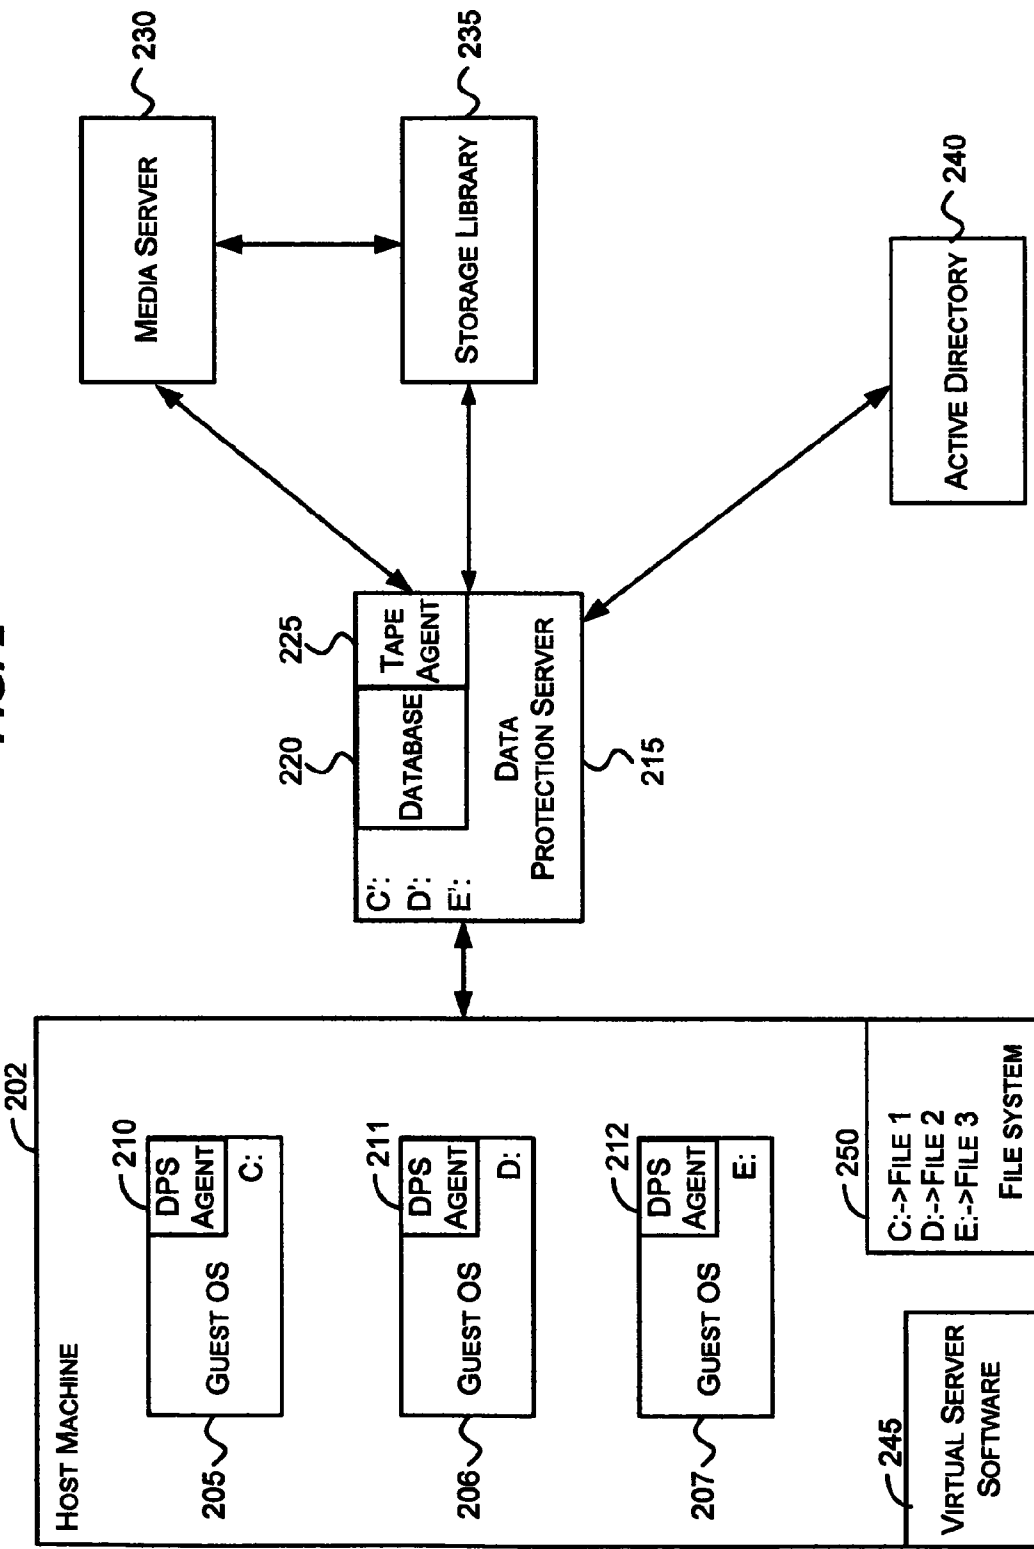 HOST MACHINE
202
205
GUEST OS
DPS
AGENT
210
C:
206
GUEST OS
DPS
AGENT
211
D:
207
GUEST OS
DPS
AGENT
212
E:
245
VIRTUAL SERVER
SOFTWARE
250
C:->FILE 1
D:->FILE 2
E:->FILE 3
FILE SYSTEM
C':
D':
E':
220
DATABASE
225
TAPE
AGENT
DATA
PROTECTION SERVER
215
MEDIA SERVER
230
STORAGE LIBRARY
235
ACTIVE DIRECTORY
240